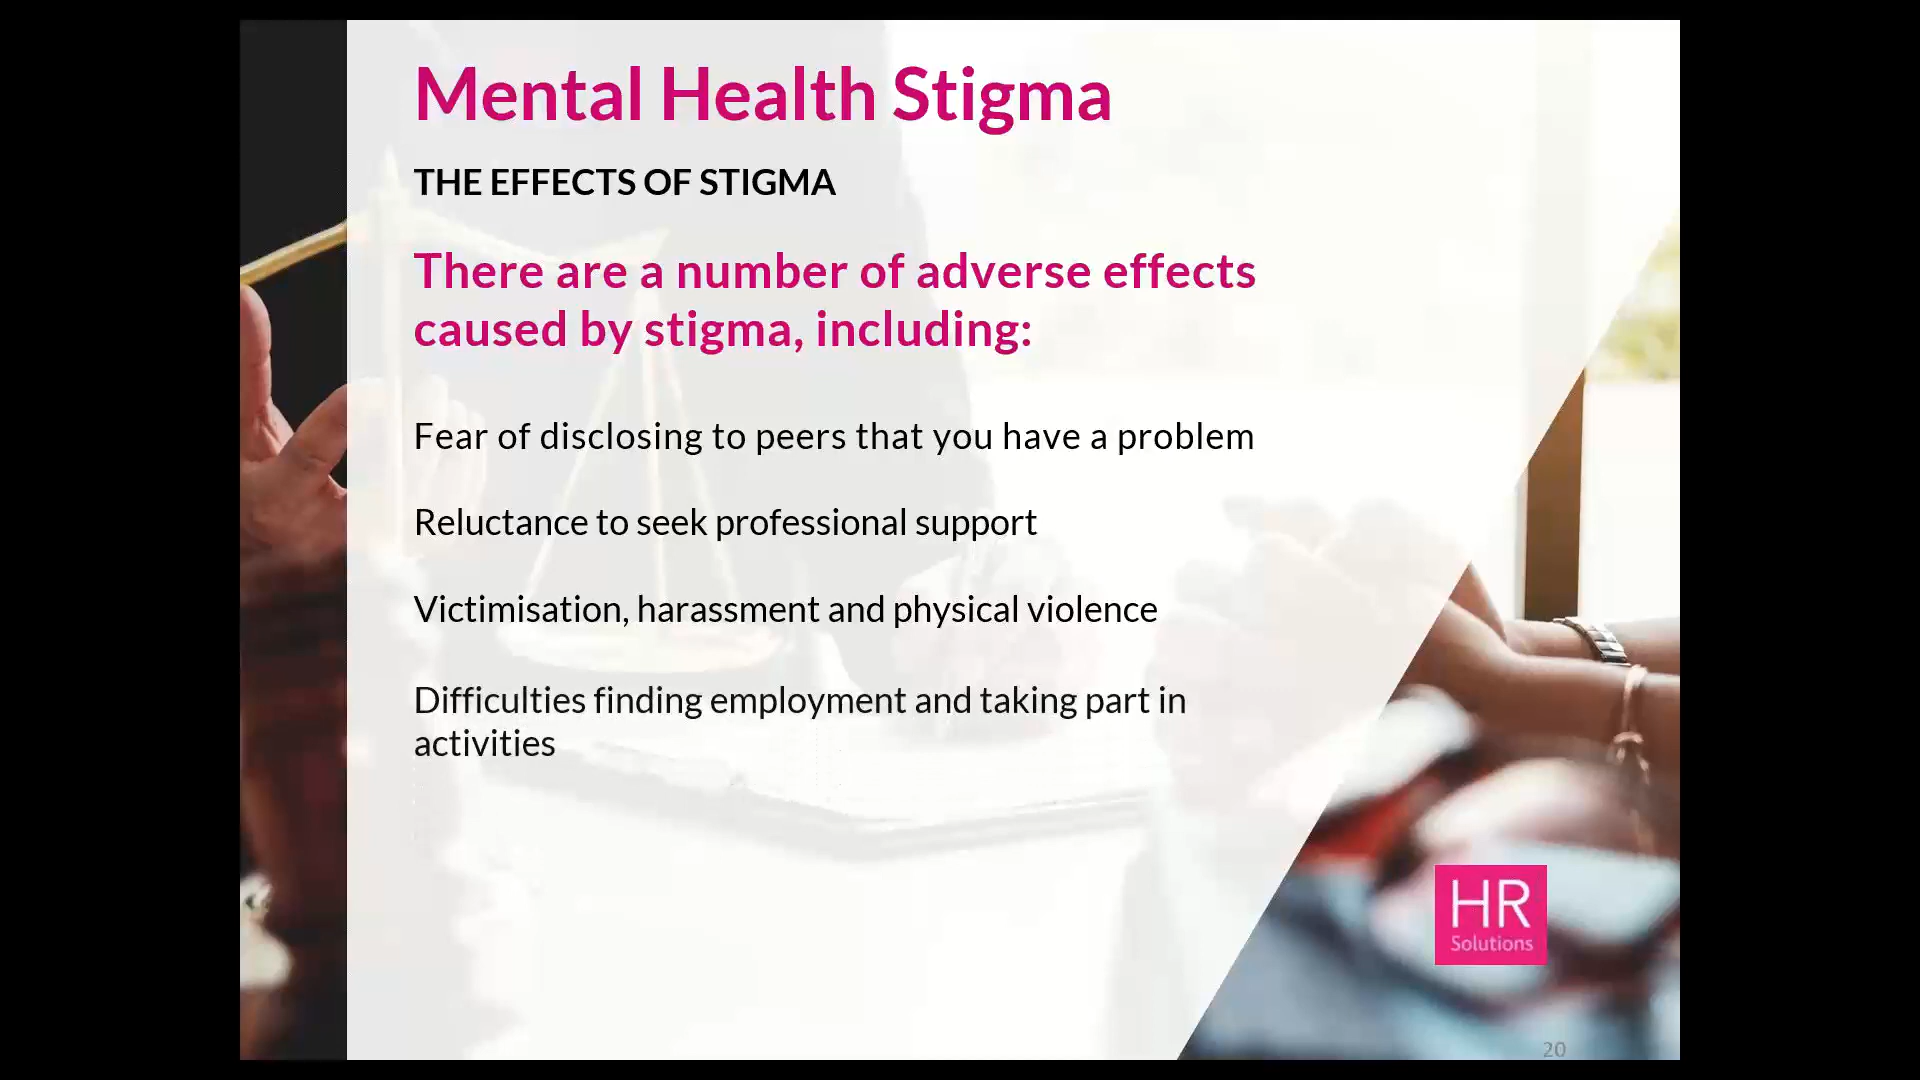 Mental Health Stigma
THE EFFECTS OF STIGMA
There are a number of adverse effects
caused by stigma, including:
Fear of disclosing to peers that you have a problem
Reluctance to seek professional support
Victimisation, harassment and physical violence
Difficulties finding employment and taking part in
activities
HR
Solutions
20